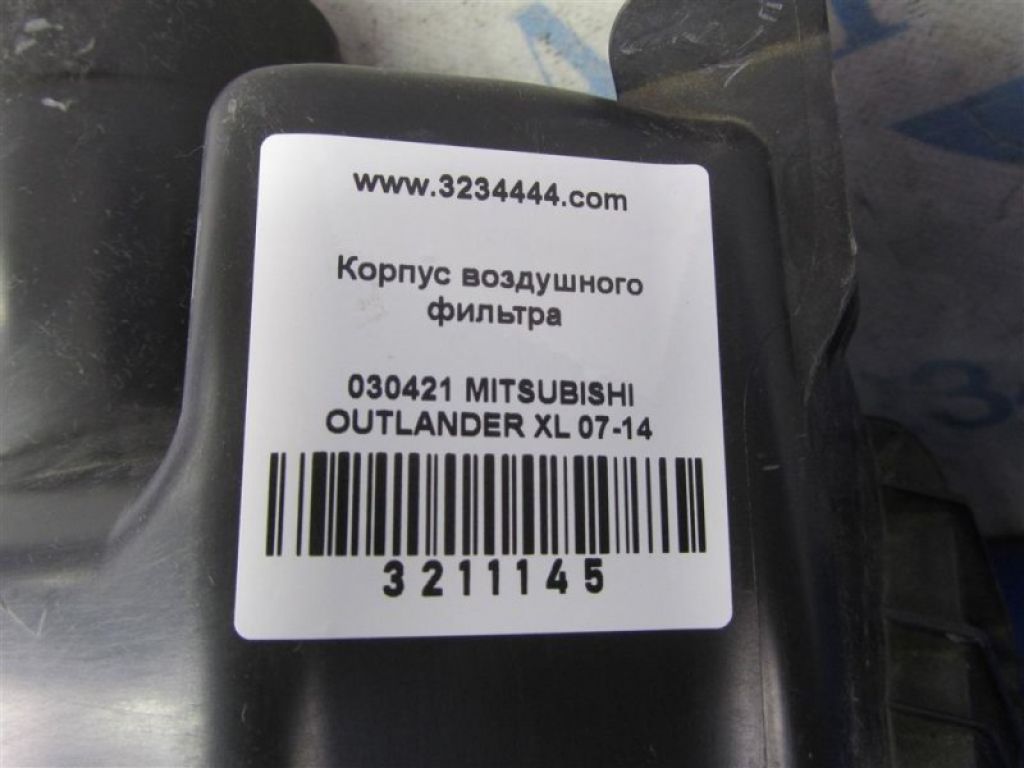 www.3234444.com
Корпус воздушного
фильтра
030421 MITSUBISHI
OUTLANDER XL 07-14
3211145